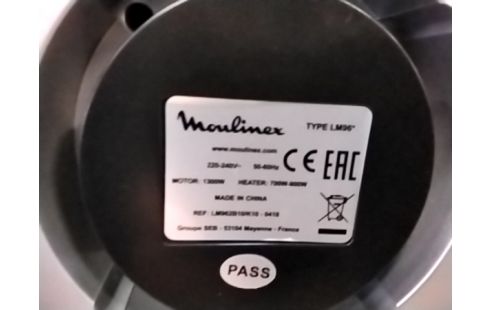 Moulinex TYPE LM96*
www.moulinex.com
220-240V~ 50-60Hz CE EAC
MOTOR: 1300W HEATER: 700W-800W
MADE IN CHINA
REF: LM962B10/K10 - 0418
Groupe SEB - 53104 Mayenne - France
PASS